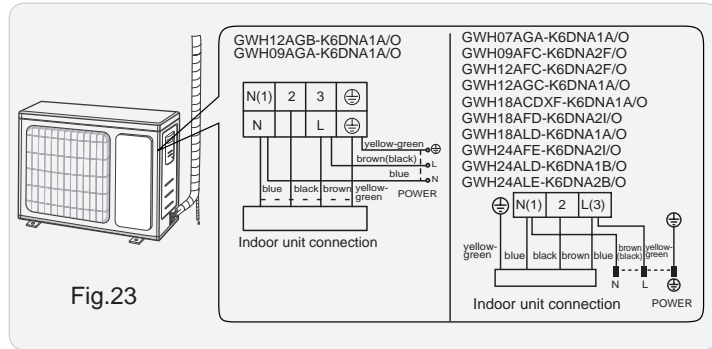 GWH12AGB-K6DNA1A/O
GWH09AGA-K6DNA1A/O
N(1) 2 3
N L
yellow-green
brown(black) L
blue N
blue black brown yellow-
green
POWER
Indoor unit connection
GWH07AGA-K6DNA1A/O
GWH09AFC-K6DNA2F/O
GWH12AFC-K6DNA2F/O
GWH12AGC-K6DNA1A/O
GWH18ACDXF-K6DNA1A/O
GWH18AFD-K6DNA2I/O
GWH18ALD-K6DNA1A/O
GWH24AFE-K6DNA2I/O
GWH24ALD-K6DNA1B/O
GWH24ALE-K6DNA2B/O
N(1) 2 L(3)
yellow-
green
blue black brown blue
brown
(black)
yellow-
green
N L
Indoor unit connection POWER
Fig.23